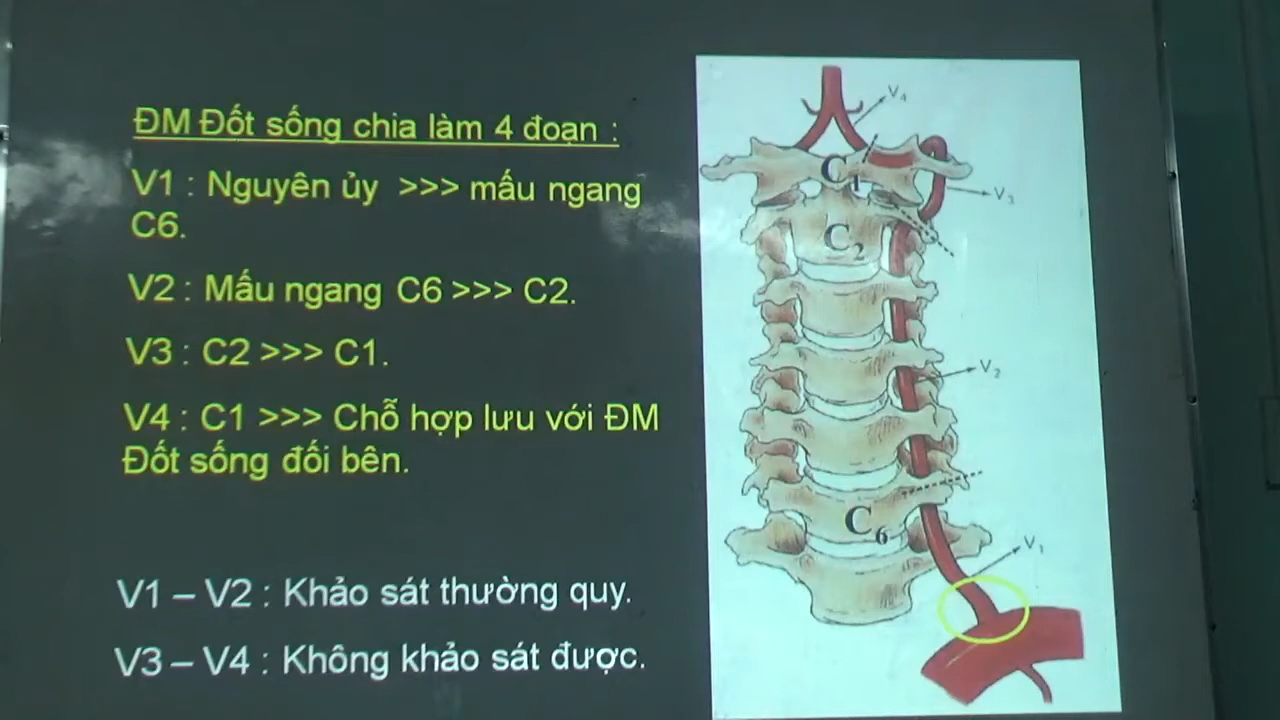 ĐM Đốt sống chia làm 4 đoạn :
V1 : Nguyên ủy >>> mấu ngang
C6.
V2 : Mấu ngang C6 >>> C2.
V3 : C2 >>> C1.
V4 : C1 >>> Chỗ hợp lưu với ĐM
Đốt sống đối bên.
V1 – V2 : Khảo sát thường quy.
V3 – V4 : Không khảo sát được.
V4
C1
V3
C2
V2
C6
V1